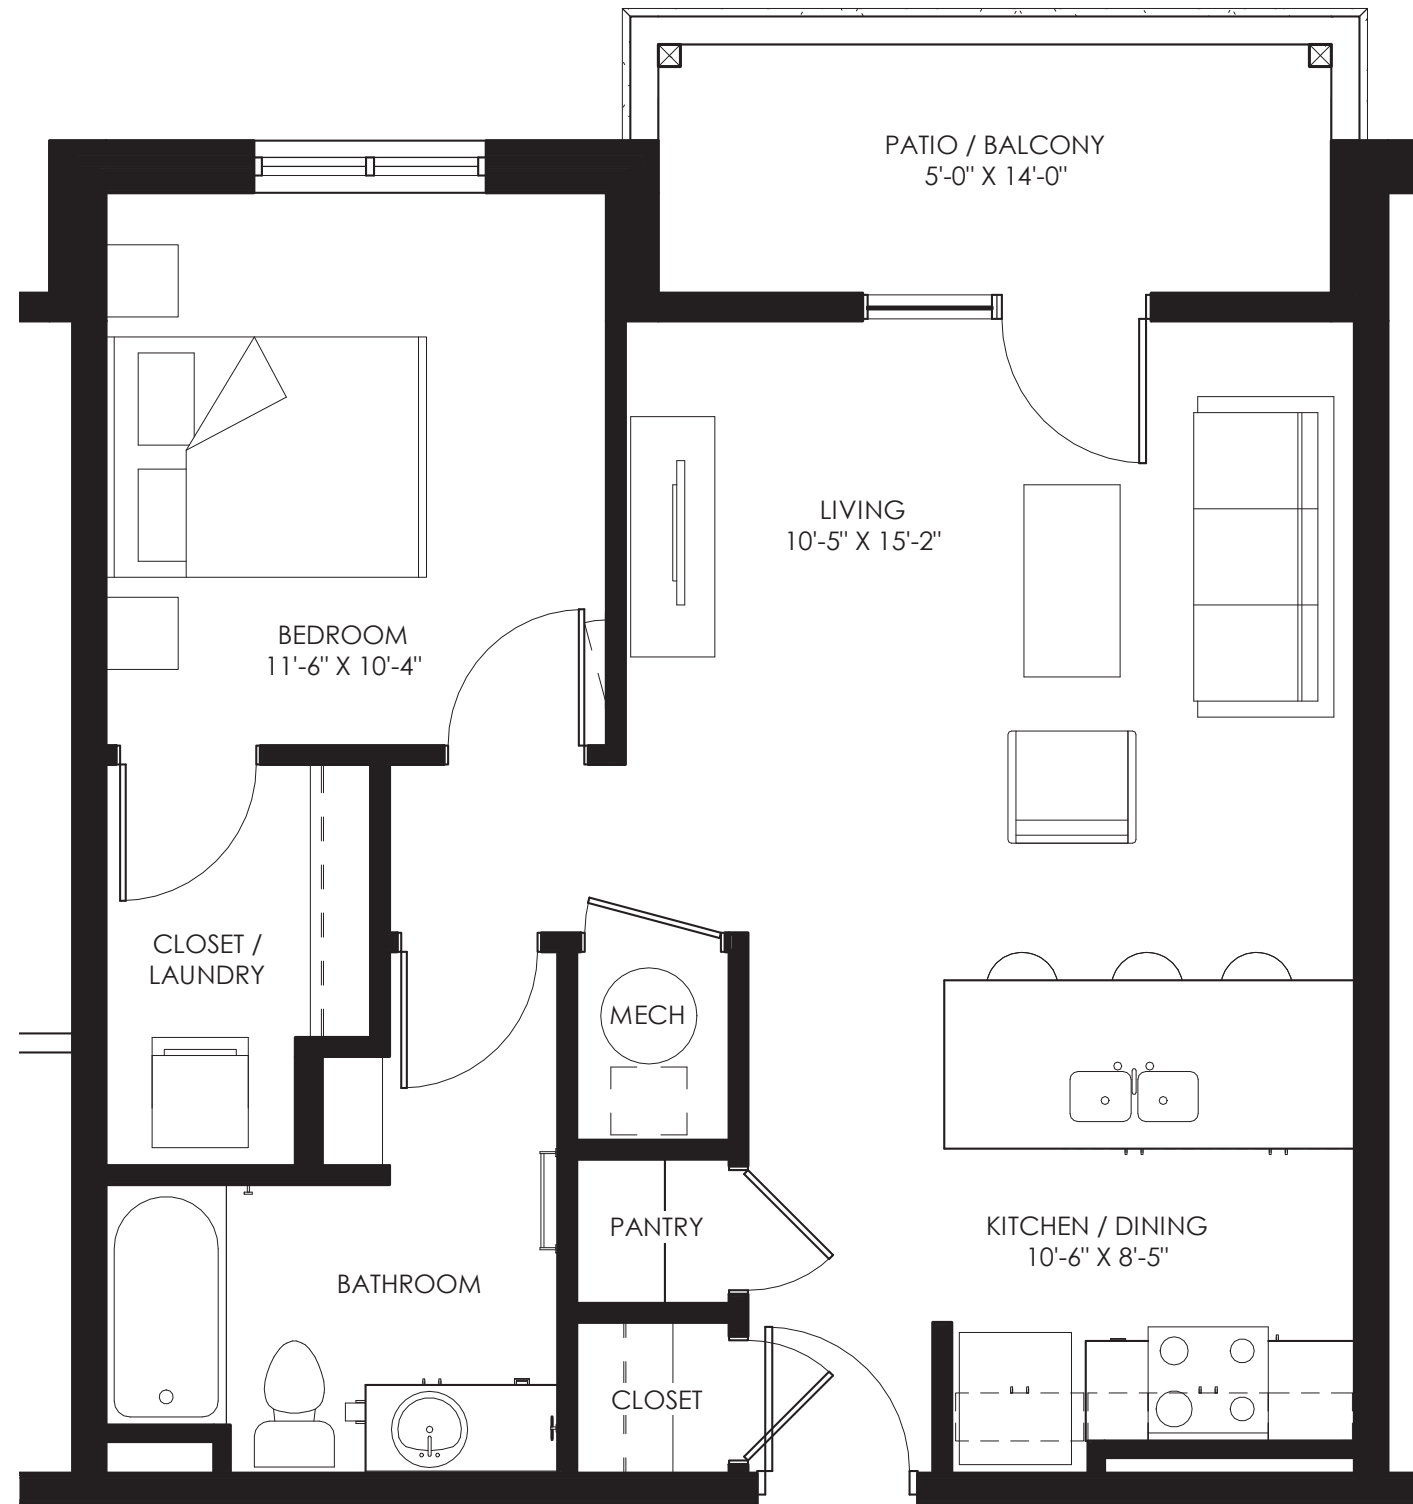 PATIO / BALCONY
5'-0" X 14'-0"
LIVING
10'-5" X 15'-2"
BEDROOM
11'-6" X 10'-4"
CLOSET /
LAUNDRY
MECH
PANTRY
KITCHEN / DINING
10'-6" X 8'-5"
BATHROOM
CLOSET